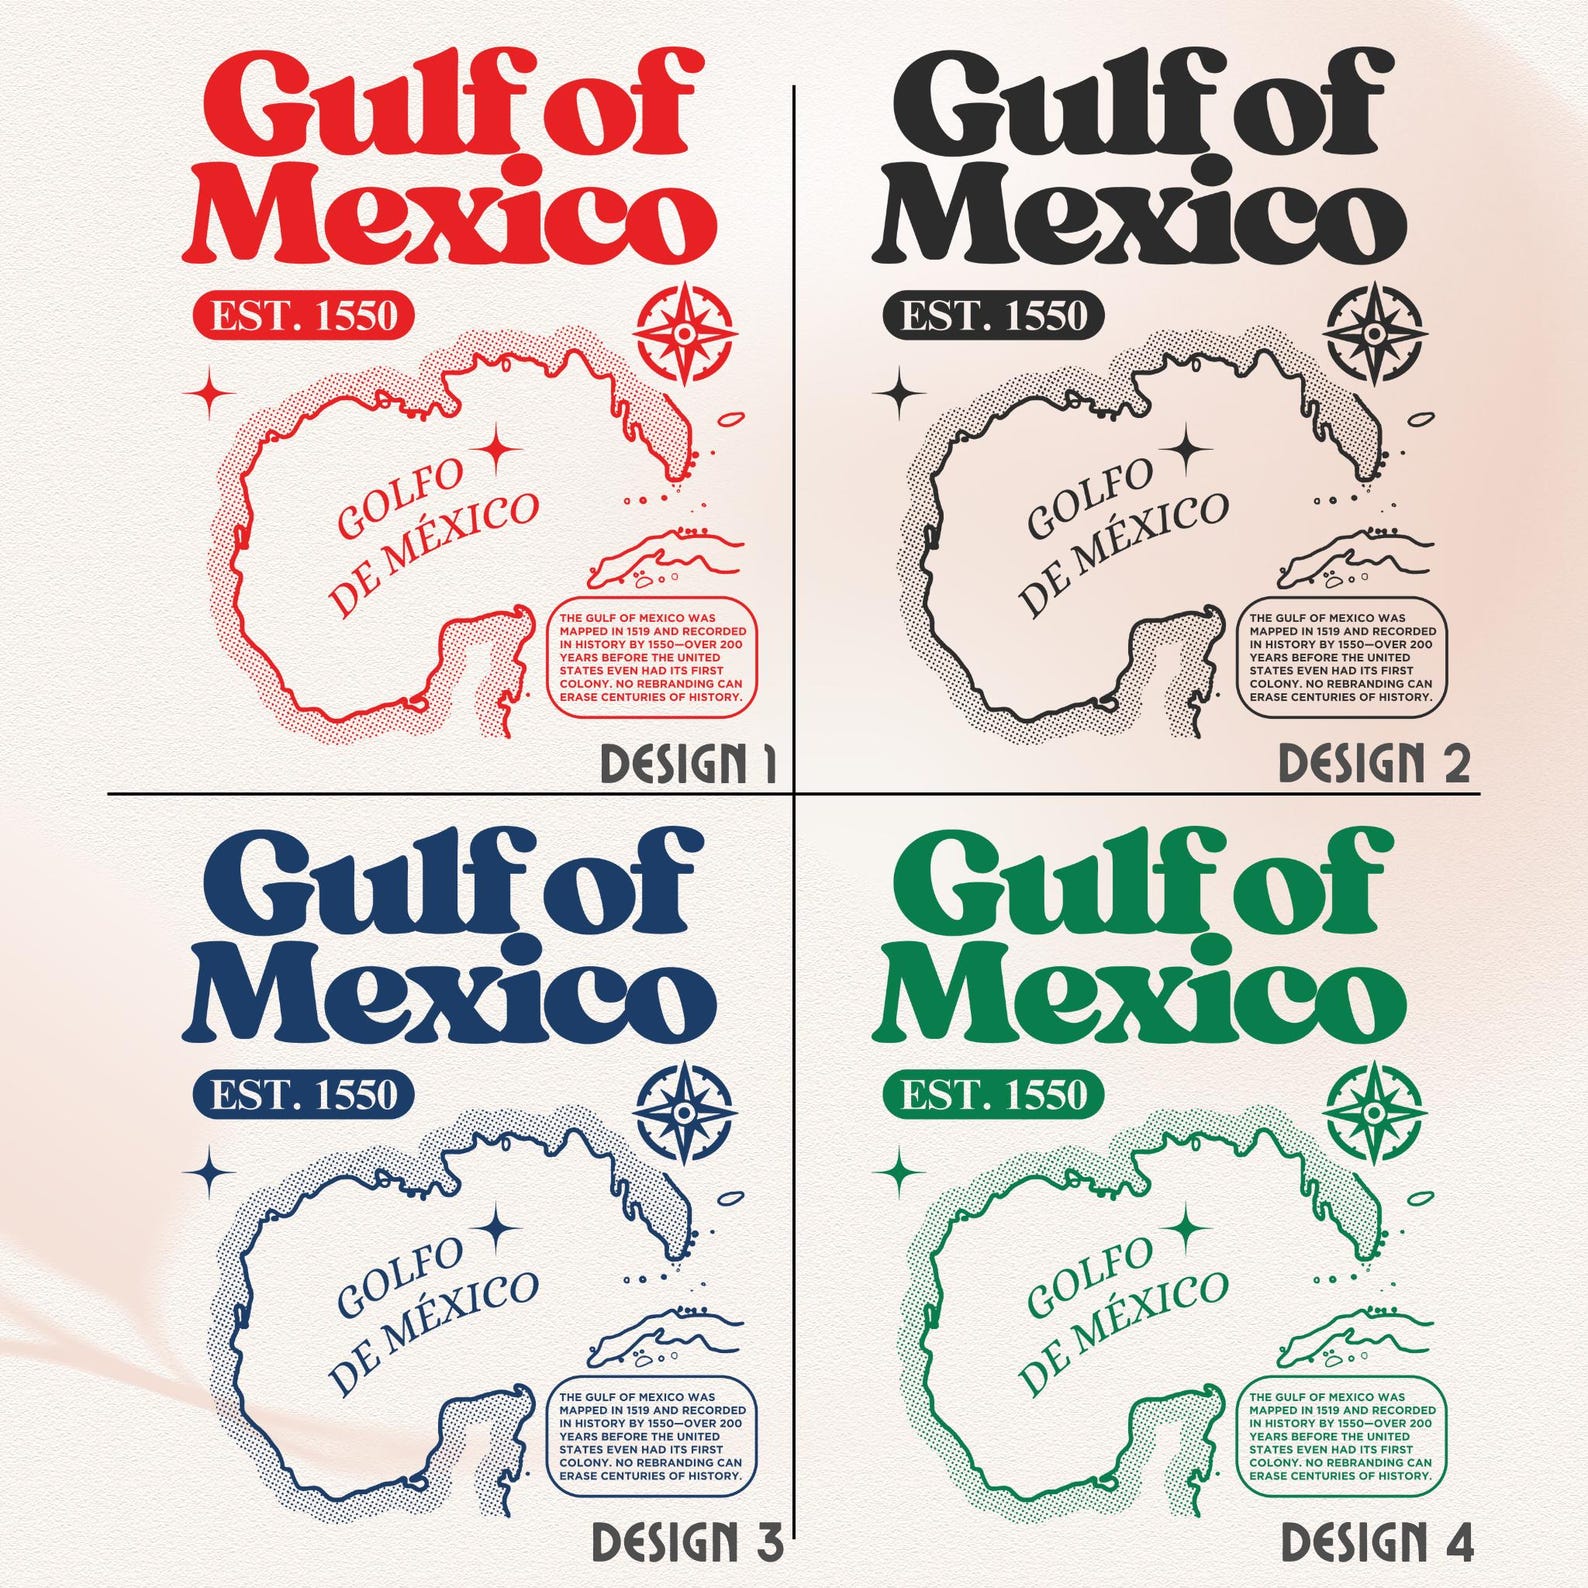 Gulf of
Mexico
EST. 1550
GOLFO
DE MÉXICO
THE GULF OF MEXICO WAS
MAPPED IN 1519 AND RECORDED
IN HISTORY BY 1550—OVER 200
YEARS BEFORE THE UNITED
STATES EVEN HAD ITS FIRST
COLONY. NO REBRANDING CAN
ERASE CENTURIES OF HISTORY.
DESIGN 1
Gulf of
Mexico
EST. 1550
GOLFO
DE MÉXICO
THE GULF OF MEXICO WAS
MAPPED IN 1519 AND RECORDED
IN HISTORY BY 1550—OVER 200
YEARS BEFORE THE UNITED
STATES EVEN HAD ITS FIRST
COLONY. NO REBRANDING CAN
ERASE CENTURIES OF HISTORY.
DESIGN 2
Gulf of
Mexico
EST. 1550
GOLFO
DE MÉXICO
THE GULF OF MEXICO WAS
MAPPED IN 1519 AND RECORDED
IN HISTORY BY 1550—OVER 200
YEARS BEFORE THE UNITED
STATES EVEN HAD ITS FIRST
COLONY. NO REBRANDING CAN
ERASE CENTURIES OF HISTORY.
DESIGN 3
Gulf of
Mexico
EST. 1550
GOLFO
DE MÉXICO
THE GULF OF MEXICO WAS
MAPPED IN 1519 AND RECORDED
IN HISTORY BY 1550—OVER 200
YEARS BEFORE THE UNITED
STATES EVEN HAD ITS FIRST
COLONY. NO REBRANDING CAN
ERASE CENTURIES OF HISTORY.
DESIGN 4